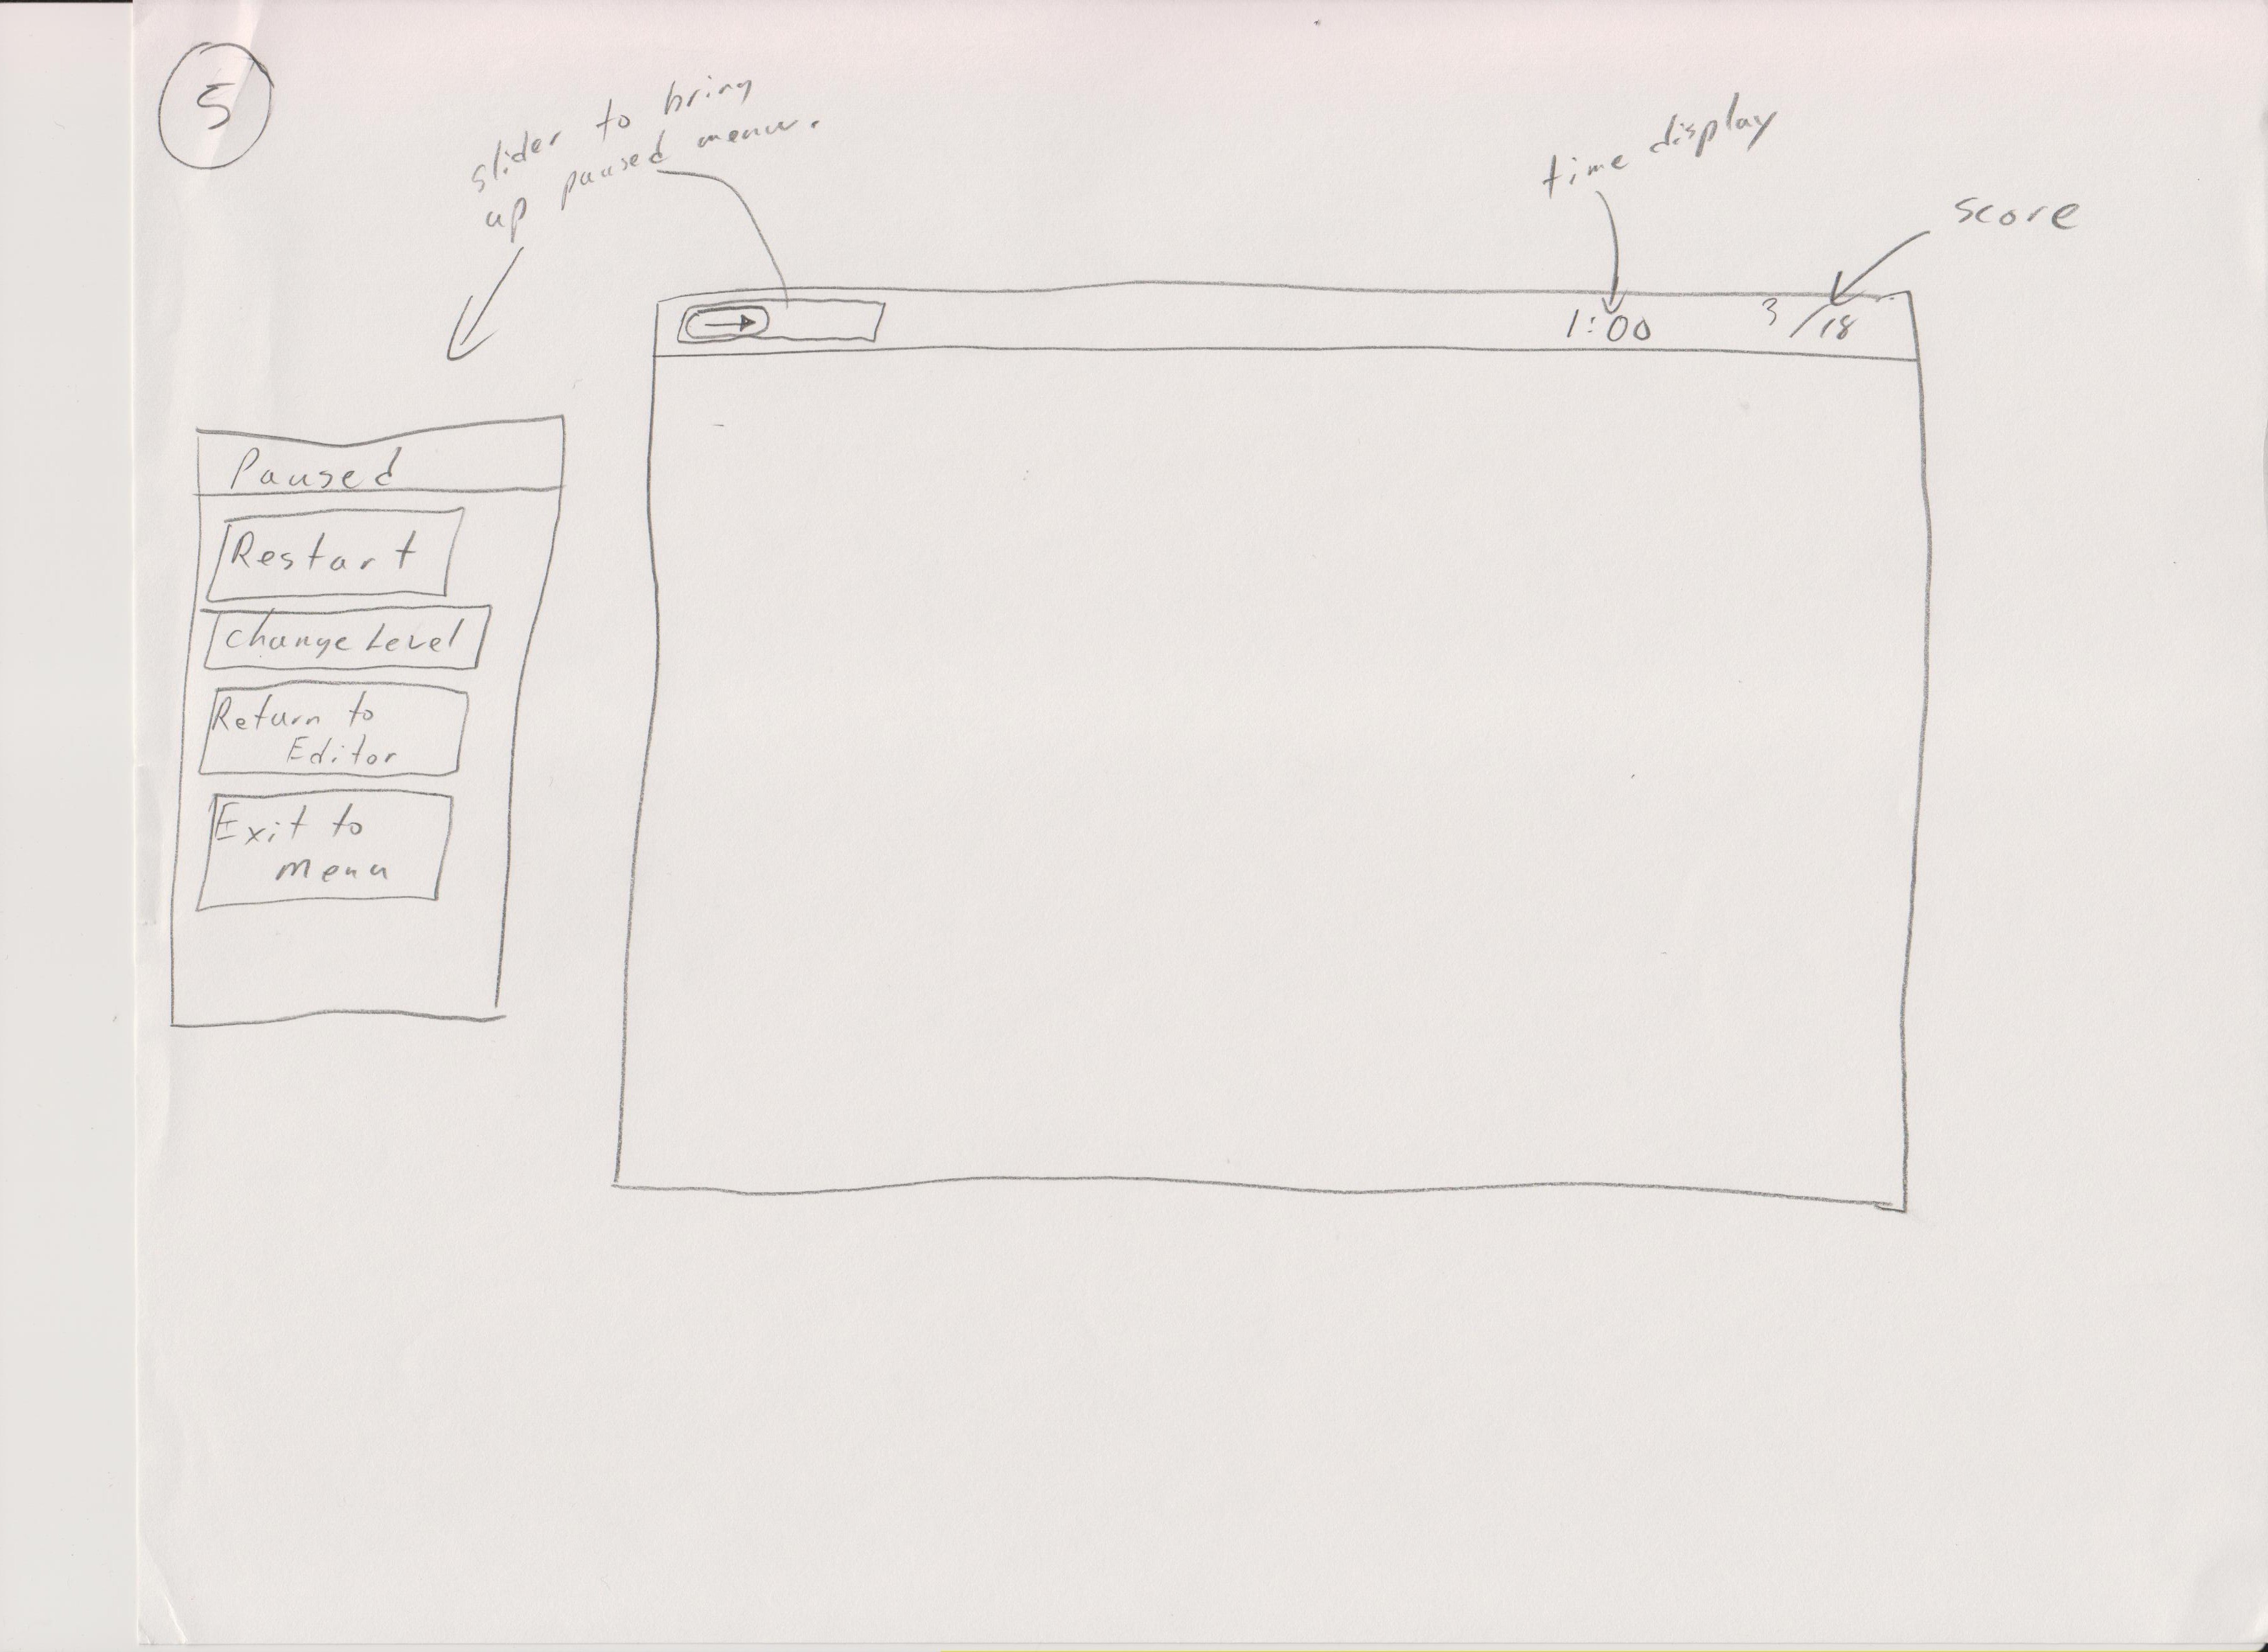 5
slider to bring
up paused menu.
time display
score
1:00
3/18
Paused
Restart
Change Level
Return to
Editor
Exit to
menu